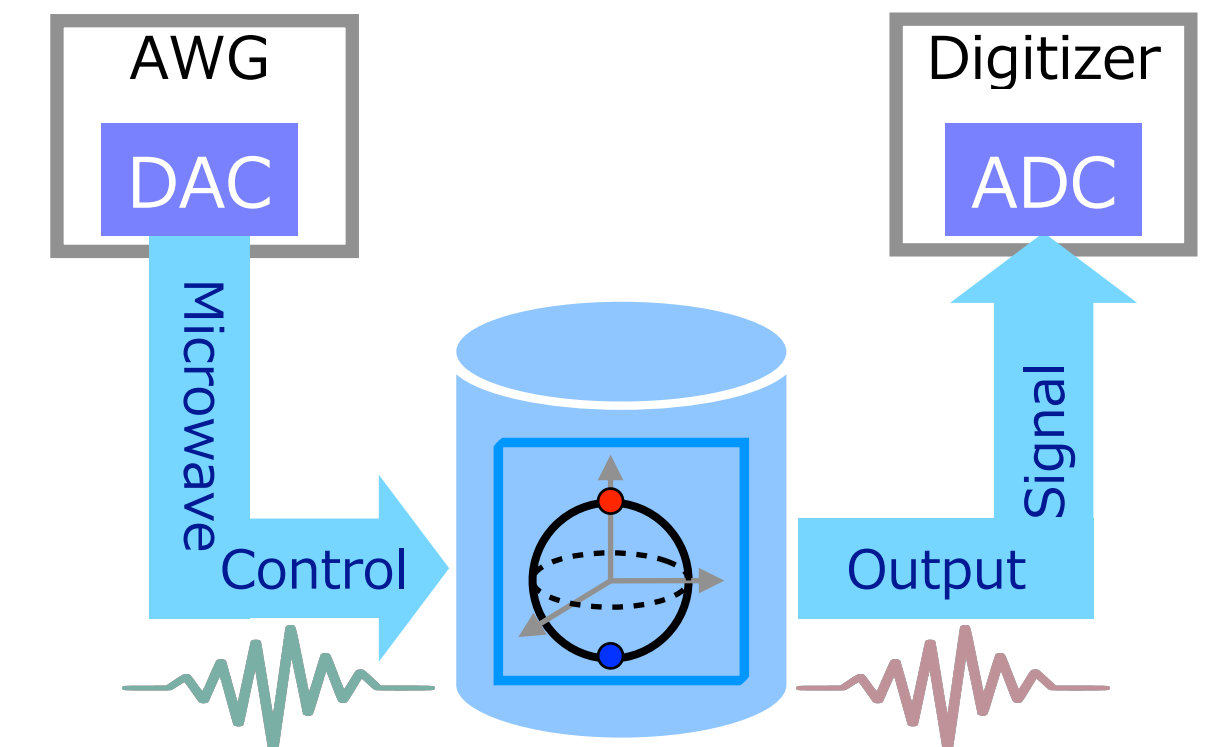 AWG
DAC
Microwave
Control
Digitizer
ADC
Signal
Output